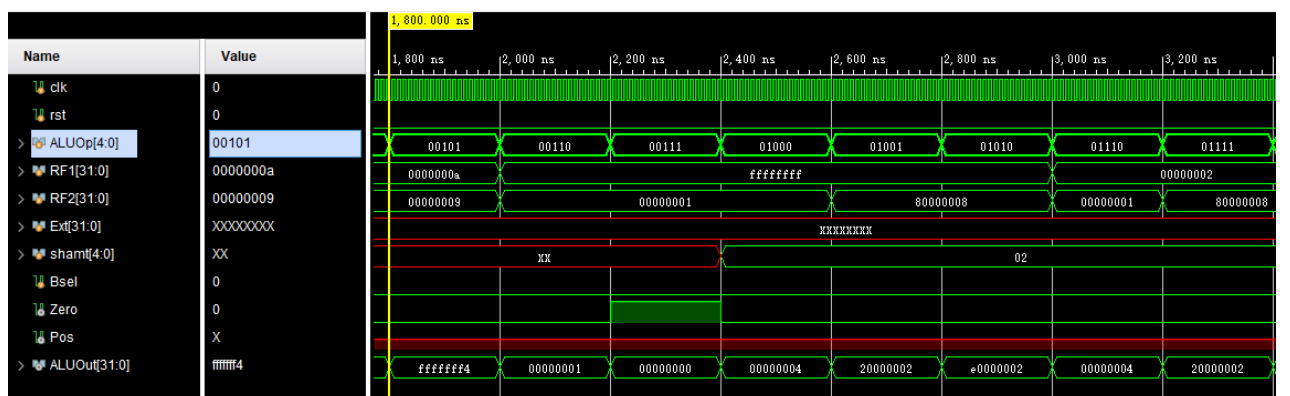 1,800.000 ns
Name Value
1,800 ns 2,000 ns 2,200 ns 2,400 ns 2,600 ns 2,800 ns 3,000 ns 3,200 ns
clk 0
rst 0
ALUOp[4:0] 00101 00101 00110 00111 01000 01001 01010 01110 01111
RF1[31:0] 0000000a 0000000a ffffffff 00000002
RF2[31:0] 00000009 00000009 00000001 80000008 00000001 80000008
Ext[31:0] XXXXXXXX XXXXXXXX
shamt[4:0] XX XX 02
Bsel 0
Zero 0
Pos X
ALUOut[31:0] fffffff4 fffffff4 00000001 00000000 00000004 20000002 e0000002 00000004 20000002